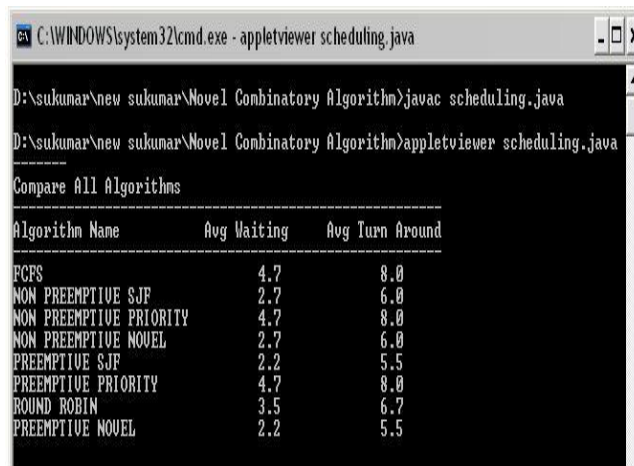 C:\WINDOWS\system32\cmd.exe - appletviewer scheduling.java
D:\sukumar\new sukumar\Novel Combinatory Algorithm>javac scheduling.java
D:\sukumar\new sukumar\Novel Combinatory Algorithm>appletviewer scheduling.java
-------
Compare All Algorithms
-----------------------------------------------------
Algorithm Name Avg Waiting Avg Turn Around
-----------------------------------------------------
FCFS 4.7 8.0
NON PREEMPTIVE SJF 2.7 6.0
NON PREEMPTIVE PRIORITY 4.7 8.0
NON PREEMPTIVE NOVEL 2.7 6.0
PREEMPTIVE SJF 2.2 5.5
PREEMPTIVE PRIORITY 4.7 8.0
ROUND ROBIN 3.5 6.7
PREEMPTIVE NOVEL 2.2 5.5